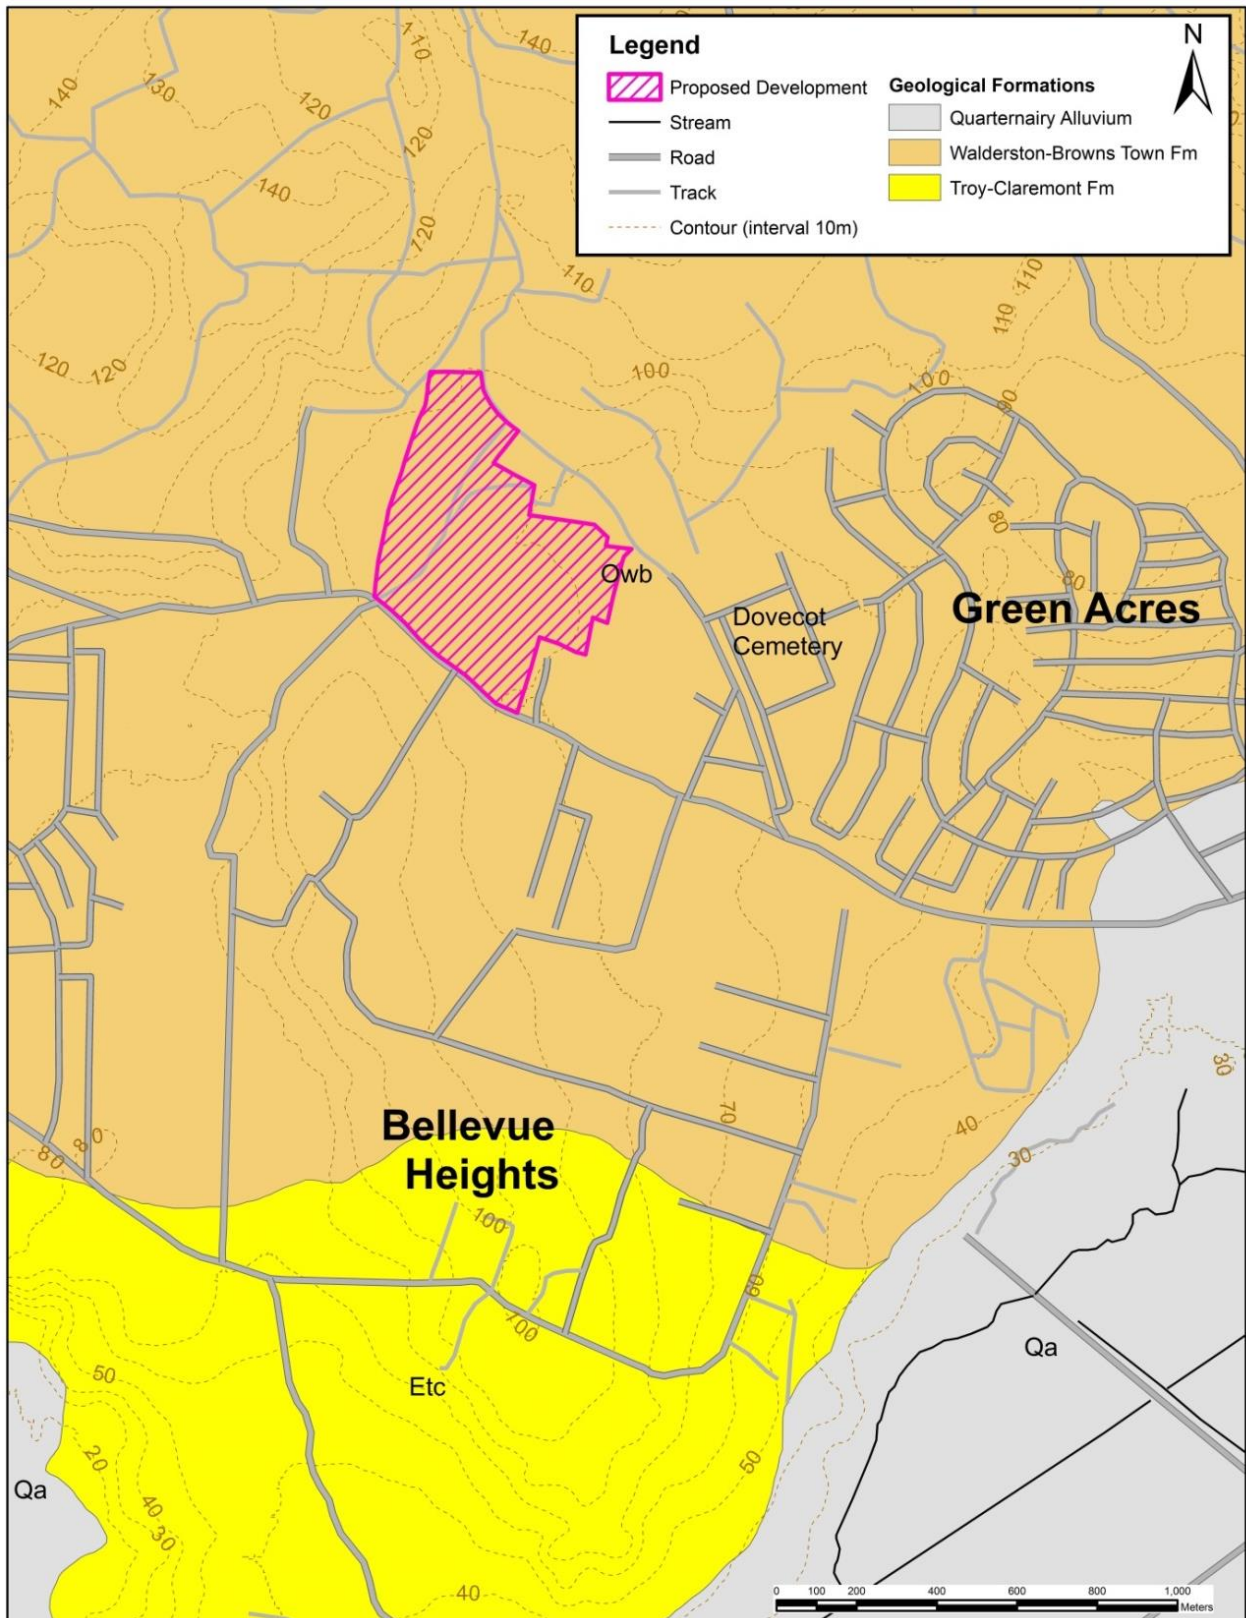 Legend
N
Proposed Development
Stream
Road
Track
Contour (interval 10m)
Geological Formations
Quarternairy Alluvium
Walderston-Browns Town Fm
Troy-Claremont Fm
110
140
140
130
120
120
140
120
110
110
110
120
120
100
100
90
80
80
Owb
Dovecot
Cemetery
Green Acres
30
70
40
30
Bellevue
Heights
80
80
100
100
60
Qa
50
Etc
50
20
40
30
Qa
40
0 100 200 400 600 800 1,000
Meters